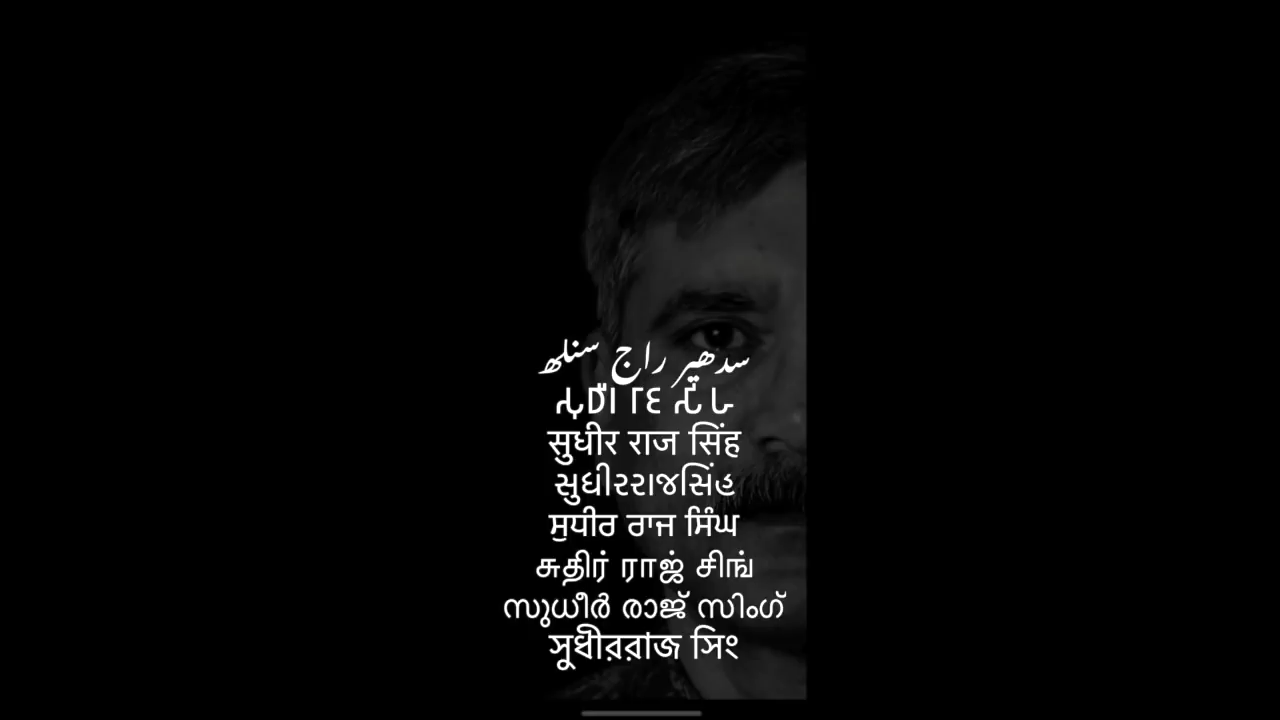 سدھیر راج سنلھ
सुधीर राज सिंह
સુધીરરાજસિંહ
ਸੁਧੀਰ ਰਾਜ ਸਿੰਘ
சுதிர் ராஜ் சிங்
സുധീർ രാജ് സിംഗ്
সুধীররাজ সিং